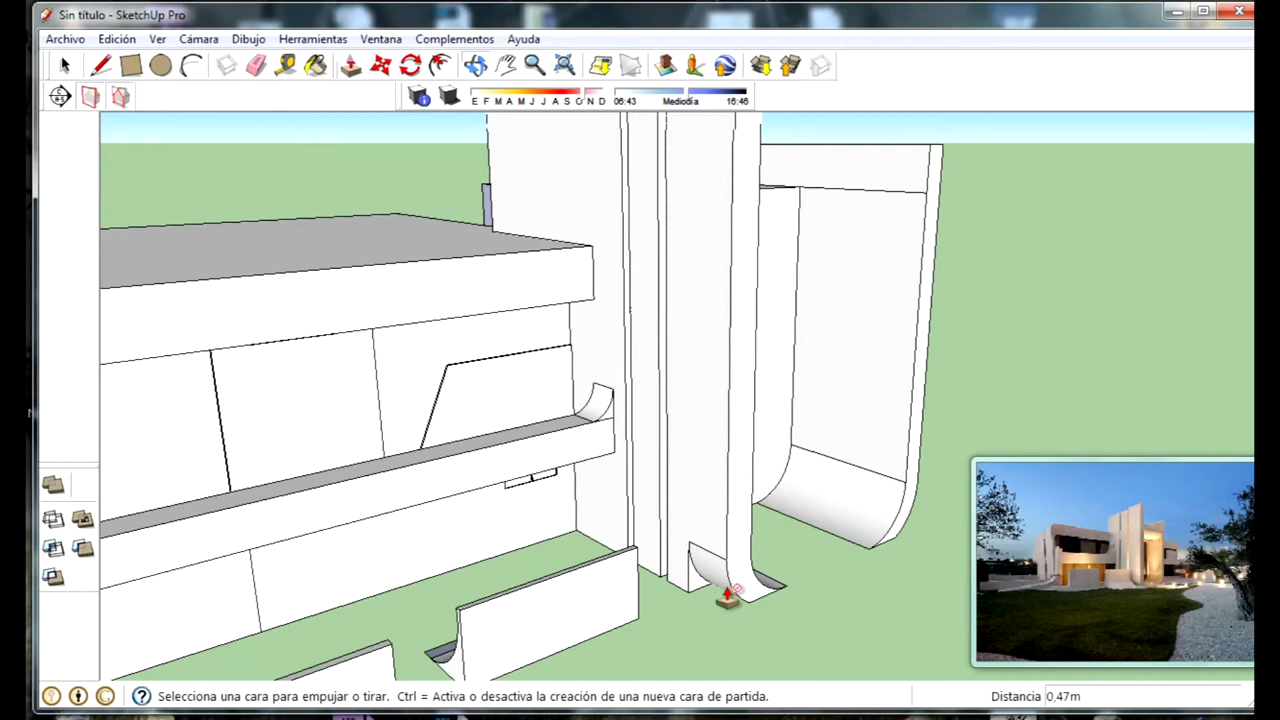 Sin título - SketchUp Pro
Archivo Edición Ver Cámara Dibujo Herramientas Ventana Complementos Ayuda
E F M A M J J A S O N D 06:43 Mediodía 16:46
Selecciona una cara para empujar o tirar. Ctrl = Activa o desactiva la creación de una nueva cara de partida. Distancia 0,47m